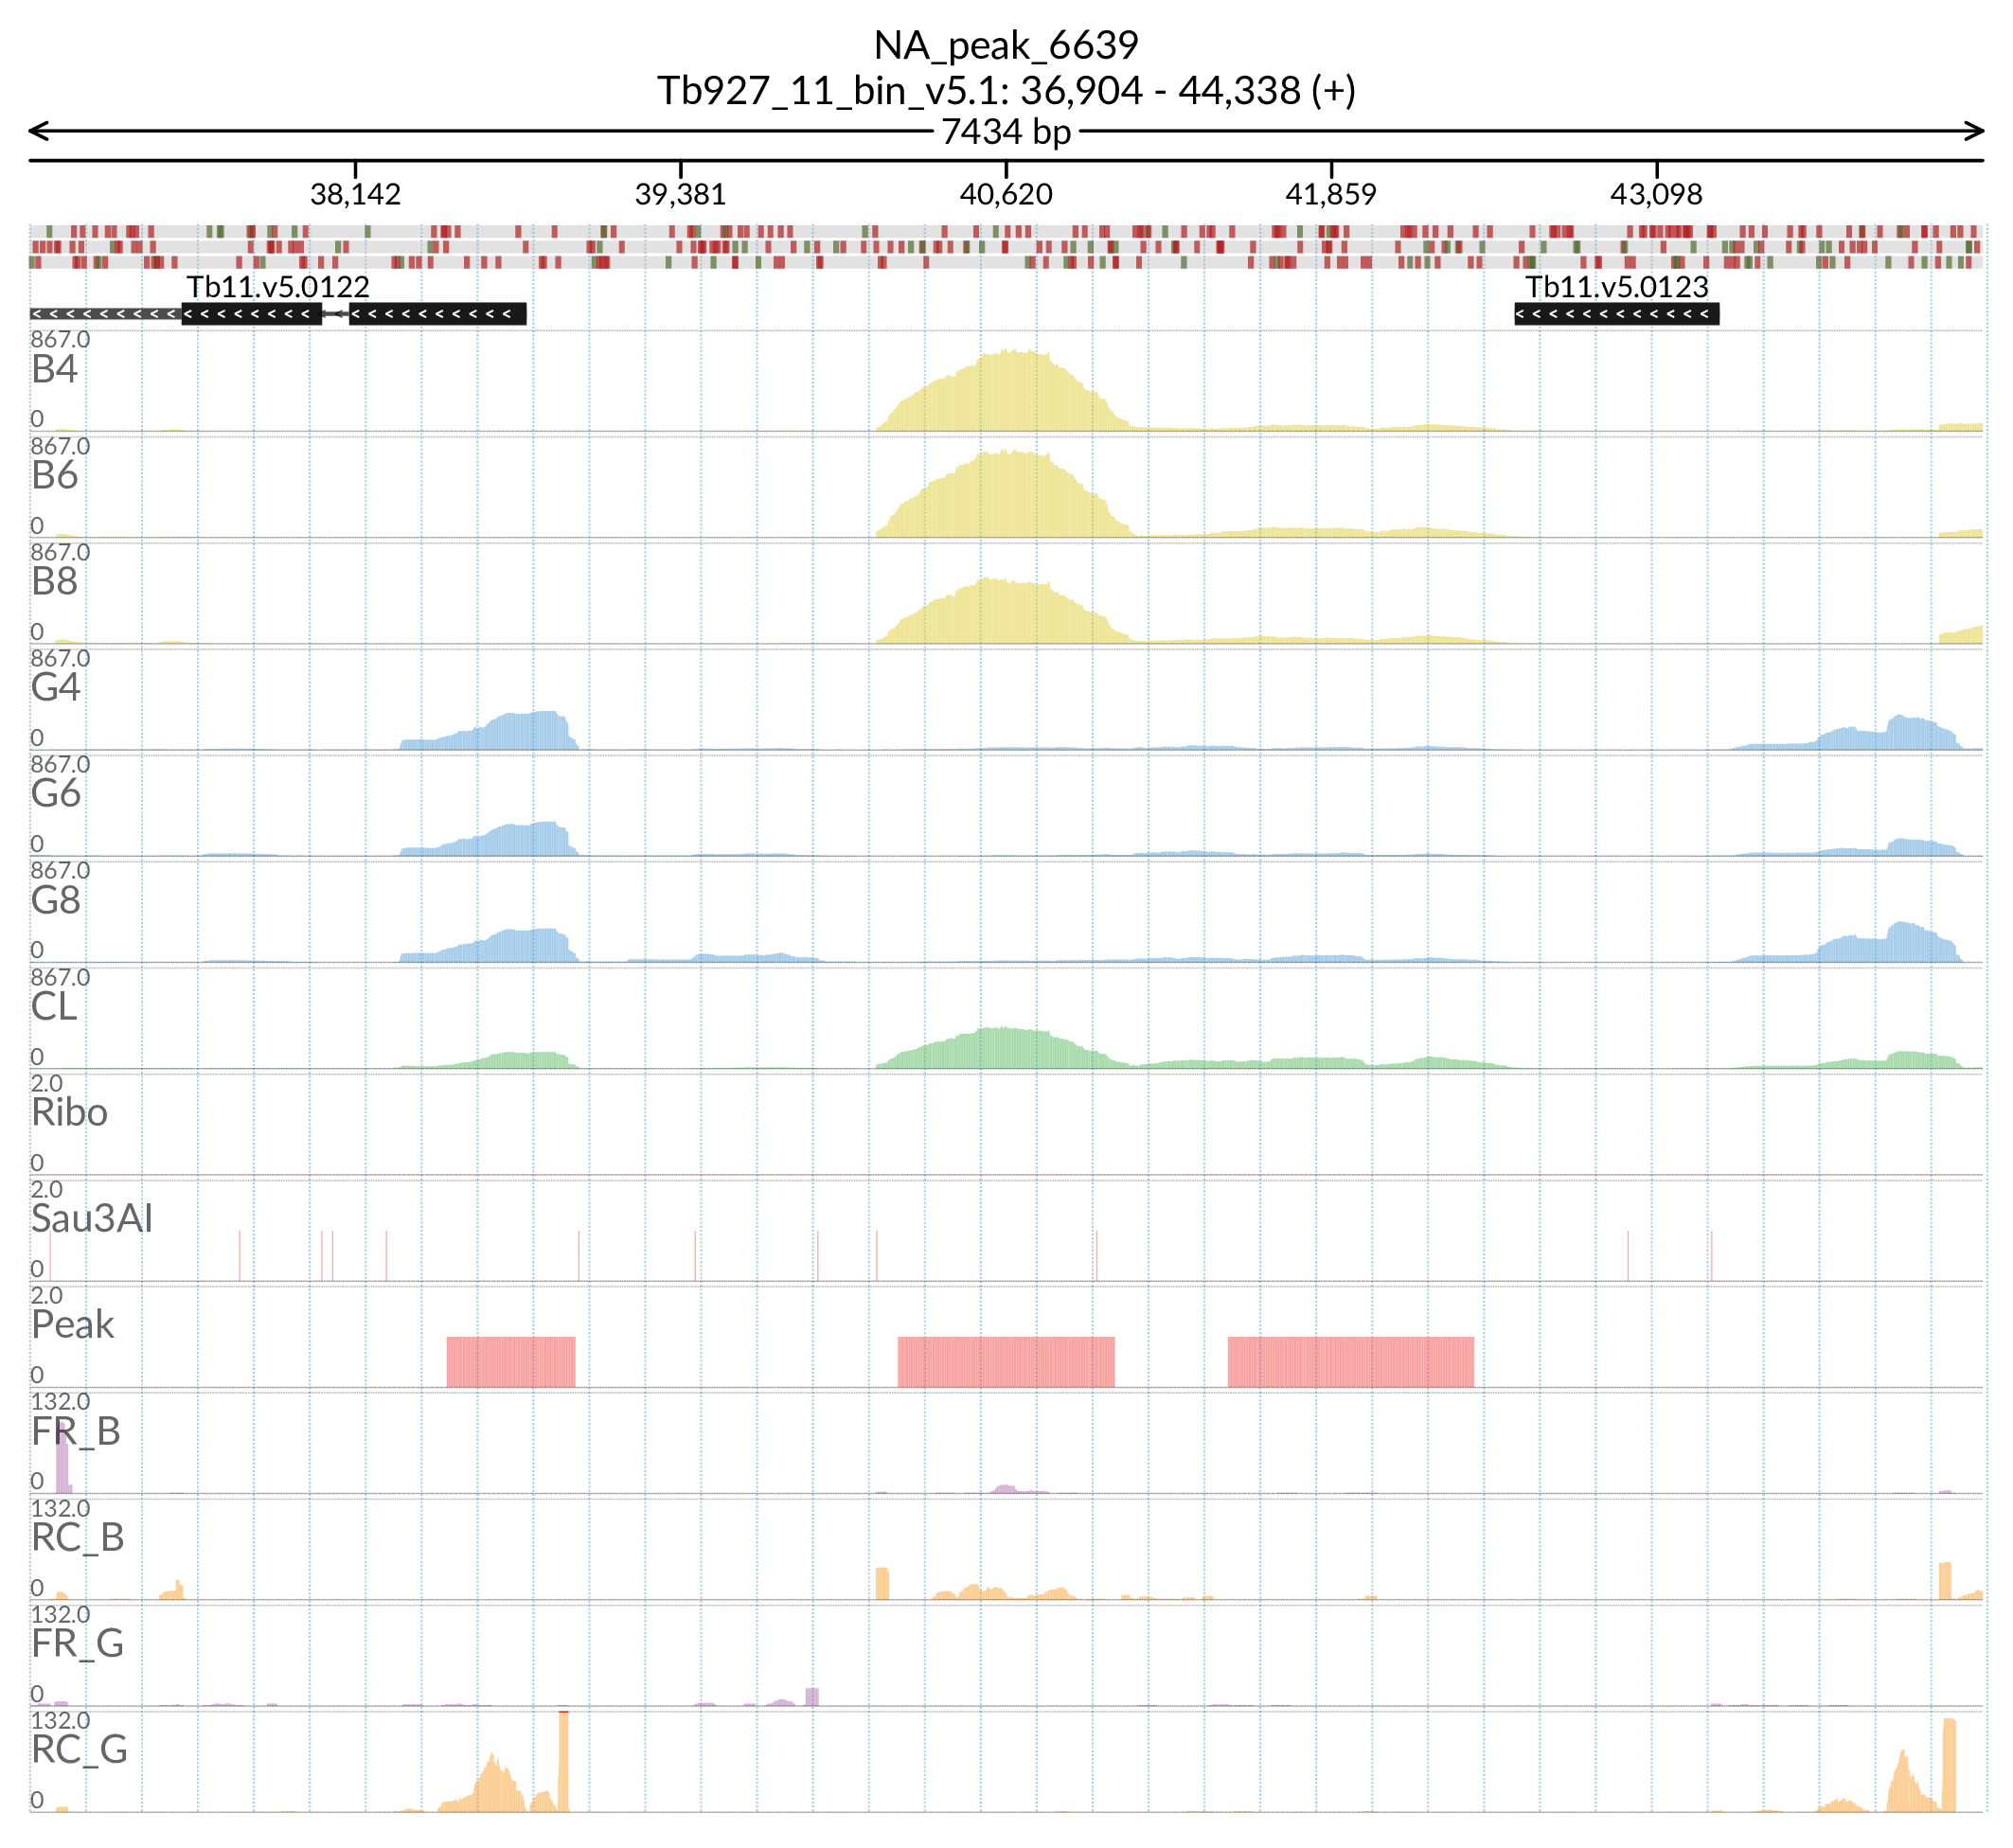 NA_peak_6639
Tb927_11_bin_v5.1: 36,904 - 44,338 (+)
7434 bp
38,142 39,381 40,620 41,859 43,098
Tb11.v5.0122 Tb11.v5.0123
867.0
B4
0
867.0
B6
0
867.0
B8
0
867.0
G4
0
867.0
G6
0
867.0
G8
0
867.0
CL
0
2.0
Ribo
0
2.0
Sau3AI
0
2.0
Peak
0
132.0
FR_B
0
132.0
RC_B
0
132.0
FR_G
0
132.0
RC_G
0